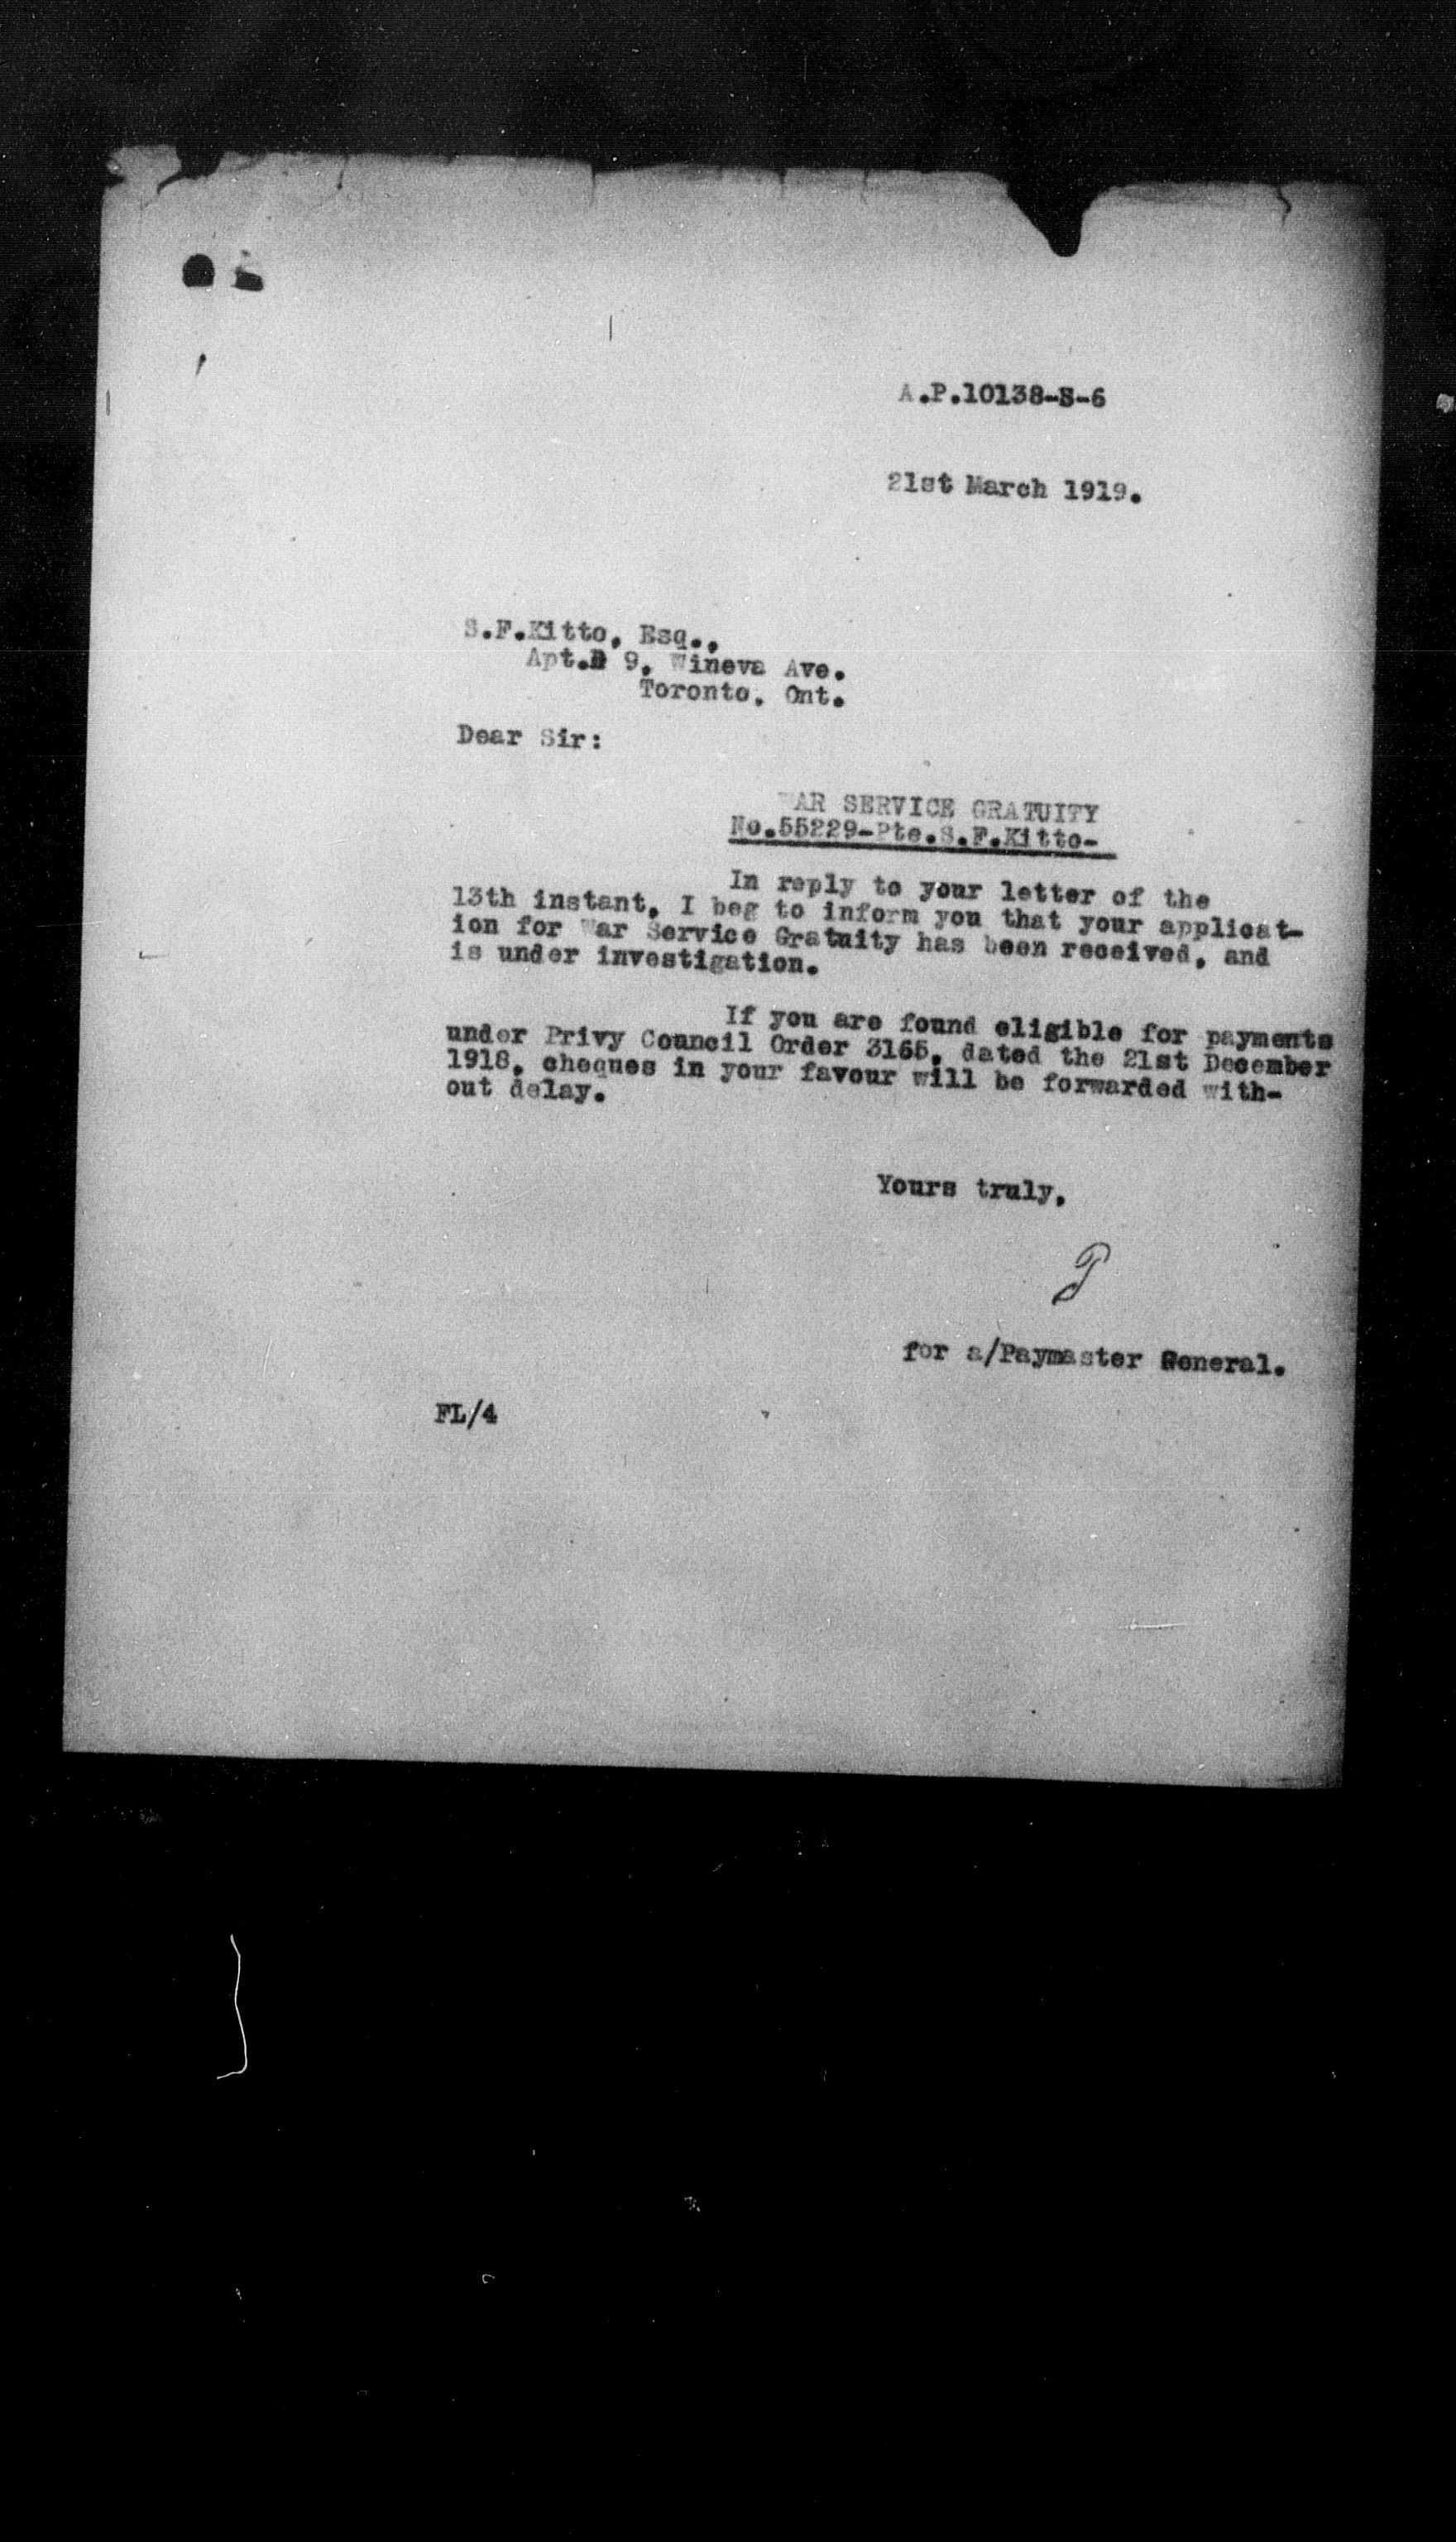 A.P.10138-S-6
21st March 1919.
S.F.Kitto, Esq.,
Apt.D 9, Wineva Ave.
Toronto, Ont.
Dear Sir:
WAR SERVICE GRATUITY
No.55229-Pte.S.F.Kitto-
In reply to your letter of the
13th instant, I beg to inform you that your applicat-
ion for War Service Gratuity has been received, and
is under investigation.
If you are found eligible for payments
under Privy Council Order 3165, dated the 21st December
1918, cheques in your favour will be forwarded with-
out delay.
Yours truly,
for a/Paymaster General.
FL/4